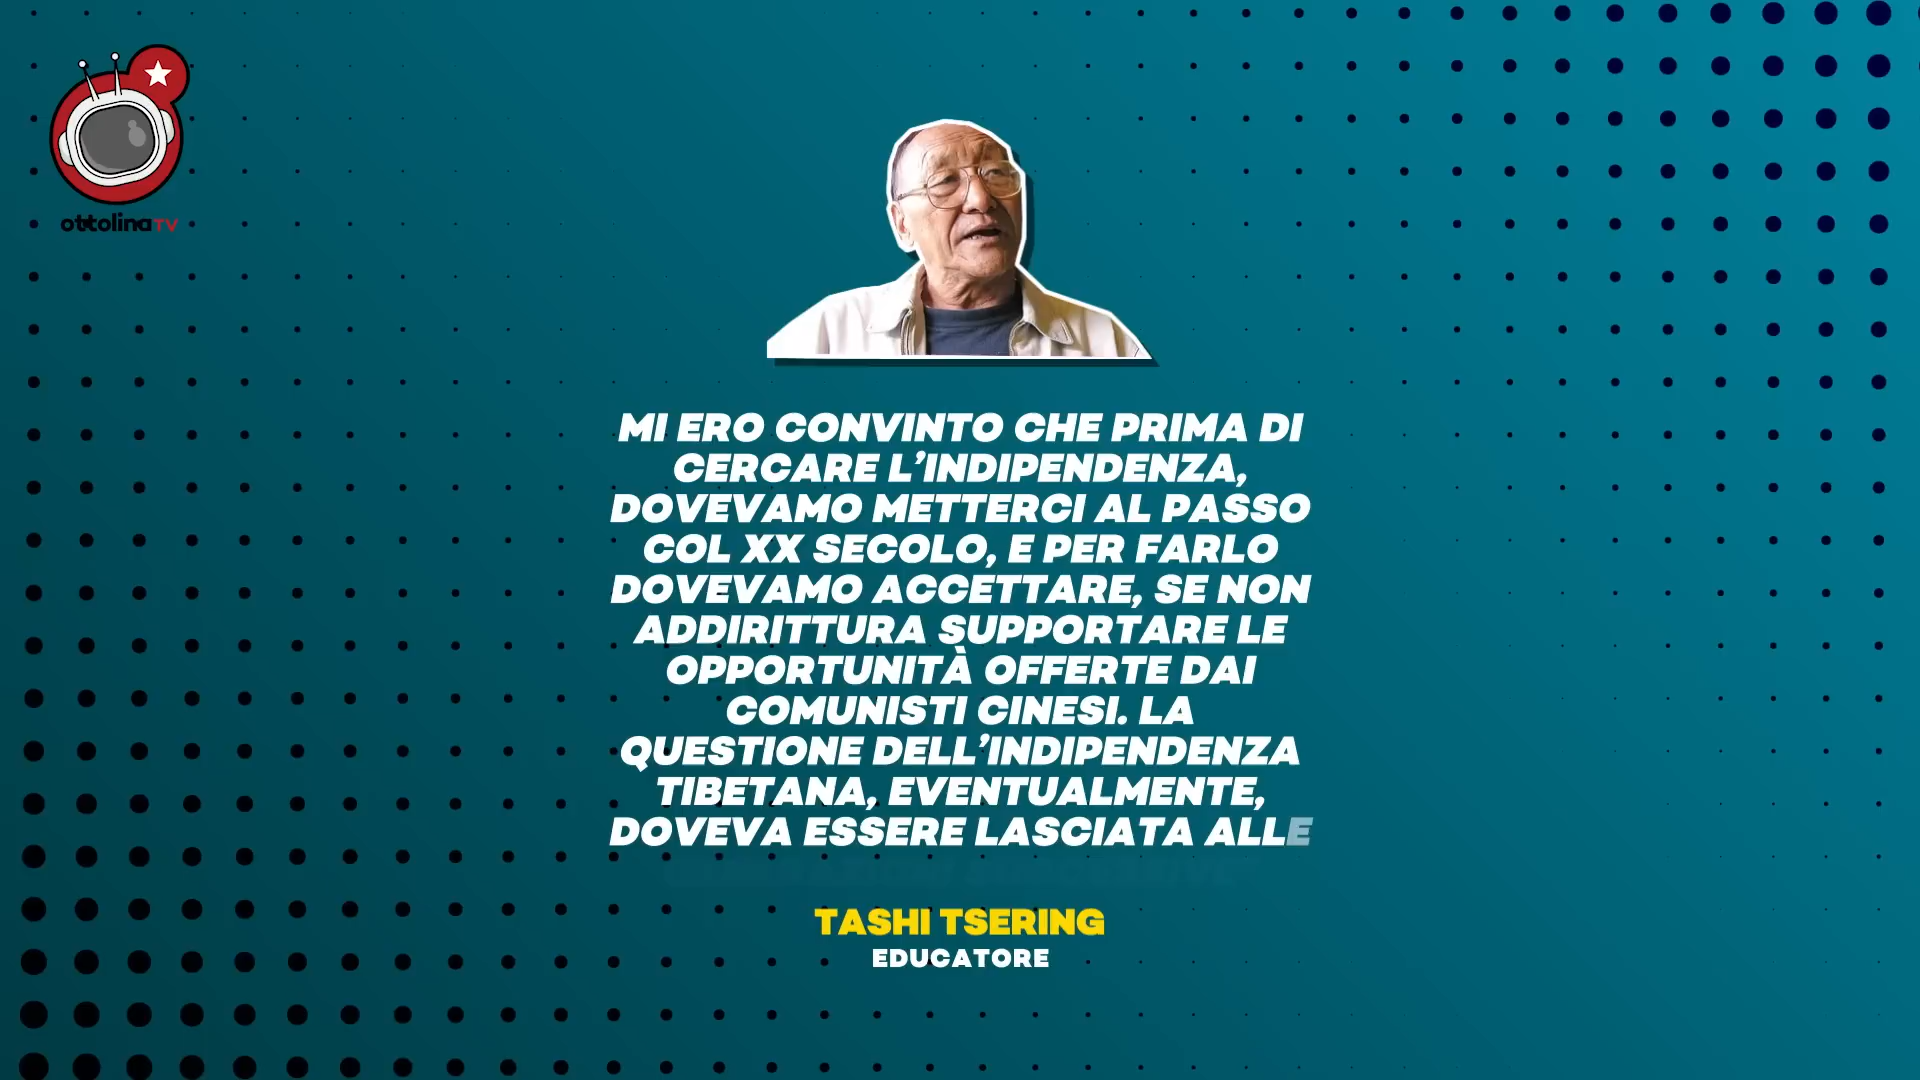 ottolinaTV
MI ERO CONVINTO CHE PRIMA DI
CERCARE L’INDIPENDENZA,
DOVEVAMO METTERCI AL PASSO
COL XX SECOLO, E PER FARLO
DOVEVAMO ACCETTARE, SE NON
ADDIRITTURA SUPPORTARE LE
OPPORTUNITÀ OFFERTE DAI
COMUNISTI CINESI. LA
QUESTIONE DELL’INDIPENDENZA
TIBETANA, EVENTUALMENTE,
DOVEVA ESSERE LASCIATA ALLE
TASHI TSERING
EDUCATORE